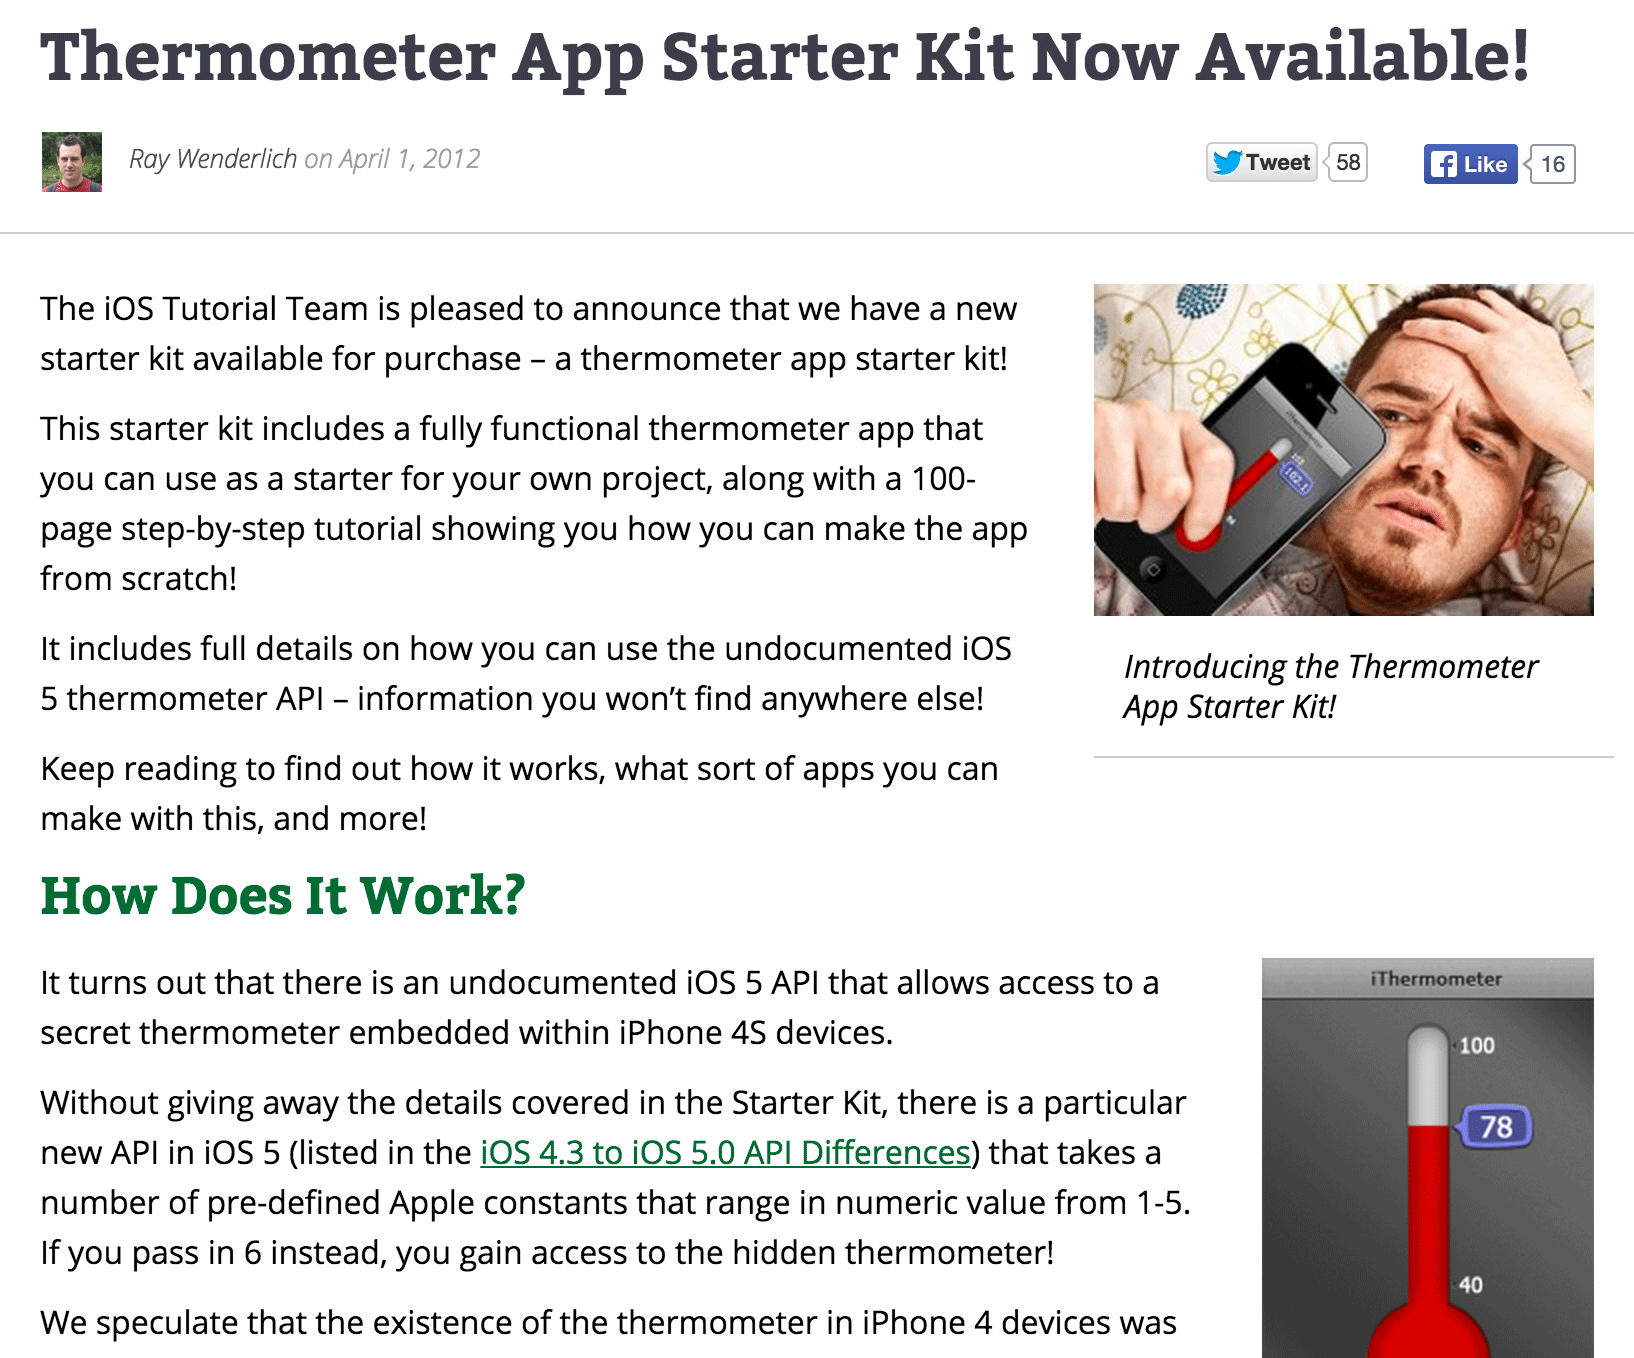 Thermometer App Starter Kit Now Available!
Ray Wenderlich on April 1, 2012
Tweet 58
Like 16
The iOS Tutorial Team is pleased to announce that we have a new
starter kit available for purchase – a thermometer app starter kit!
This starter kit includes a fully functional thermometer app that
you can use as a starter for your own project, along with a 100-
page step-by-step tutorial showing you how you can make the app
from scratch!
It includes full details on how you can use the undocumented iOS
5 thermometer API – information you won’t find anywhere else!
Keep reading to find out how it works, what sort of apps you can
make with this, and more!
iThermometer
102.1
Introducing the Thermometer
App Starter Kit!
How Does It Work?
It turns out that there is an undocumented iOS 5 API that allows access to a
secret thermometer embedded within iPhone 4S devices.
Without giving away the details covered in the Starter Kit, there is a particular
new API in iOS 5 (listed in the iOS 4.3 to iOS 5.0 API Differences) that takes a
number of pre-defined Apple constants that range in numeric value from 1-5.
If you pass in 6 instead, you gain access to the hidden thermometer!
We speculate that the existence of the thermometer in iPhone 4 devices was
iThermometer
100
78
40